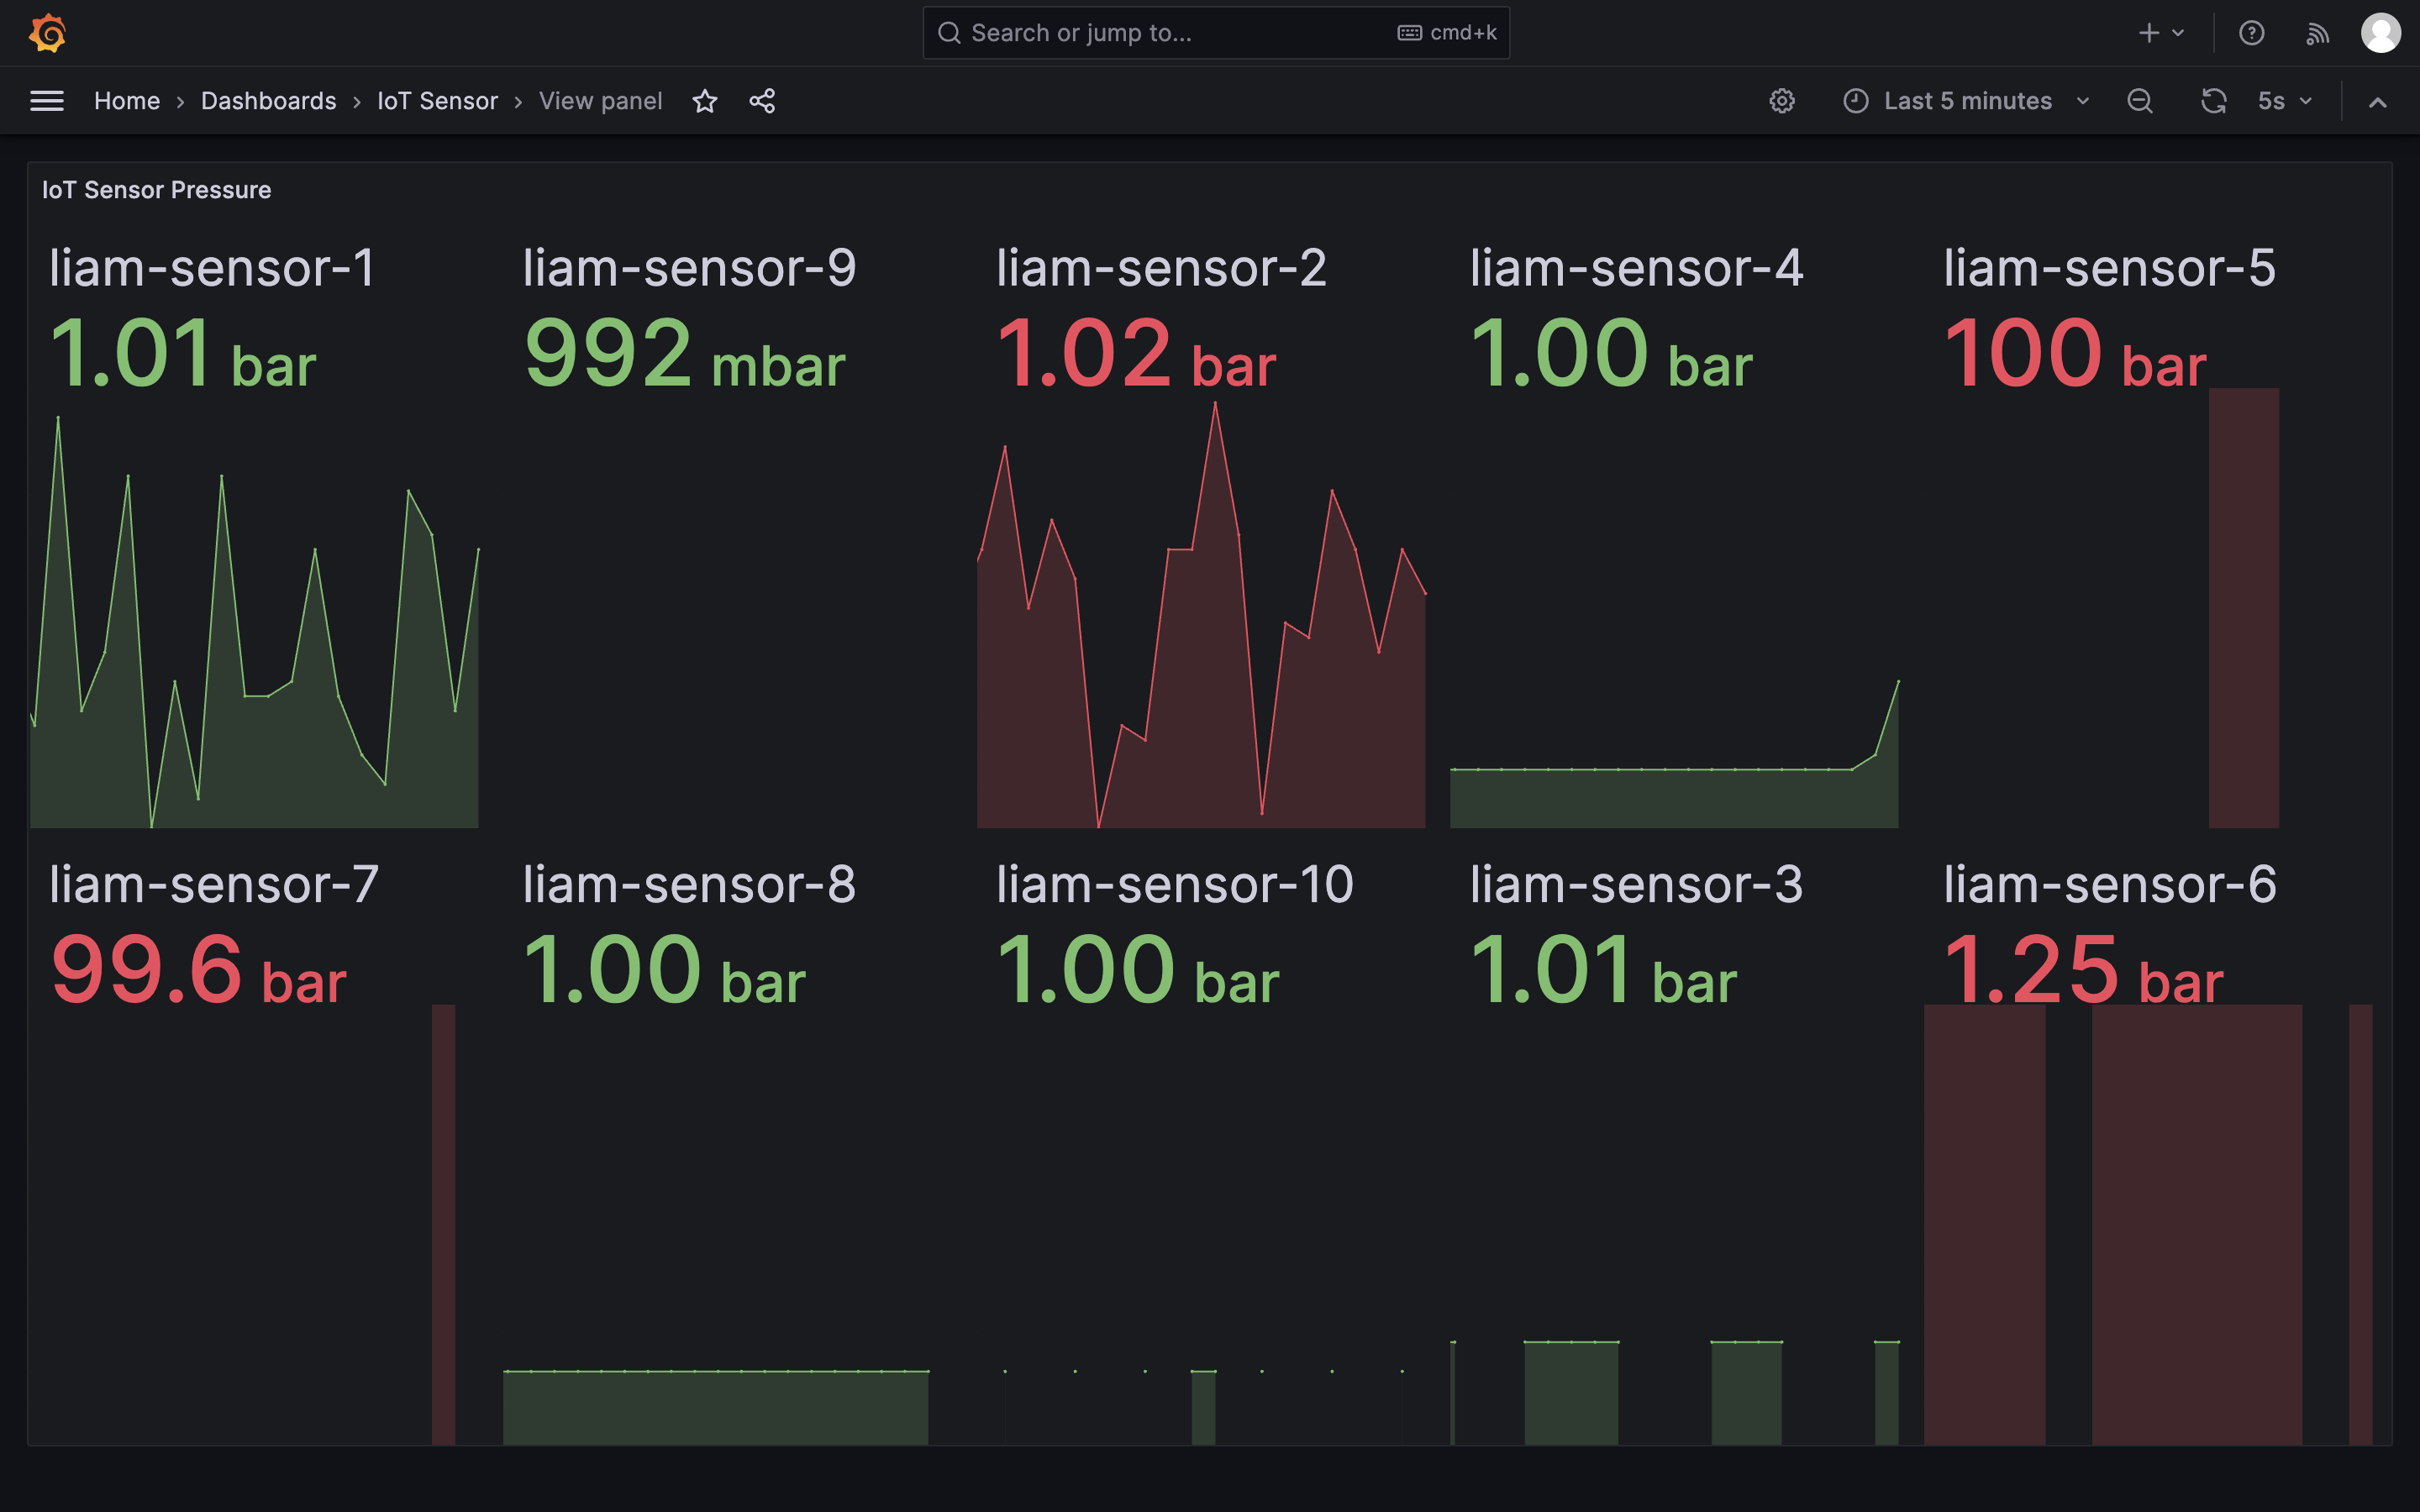 Search or jump to... cmd+k
Home › Dashboards › IoT Sensor › View panel Last 5 minutes 5s
IoT Sensor Pressure
liam-sensor-1
1.01 bar
liam-sensor-9
992 mbar
liam-sensor-2
1.02 bar
liam-sensor-4
1.00 bar
liam-sensor-5
100 bar
liam-sensor-7
99.6 bar
liam-sensor-8
1.00 bar
liam-sensor-10
1.00 bar
liam-sensor-3
1.01 bar
liam-sensor-6
1.25 bar